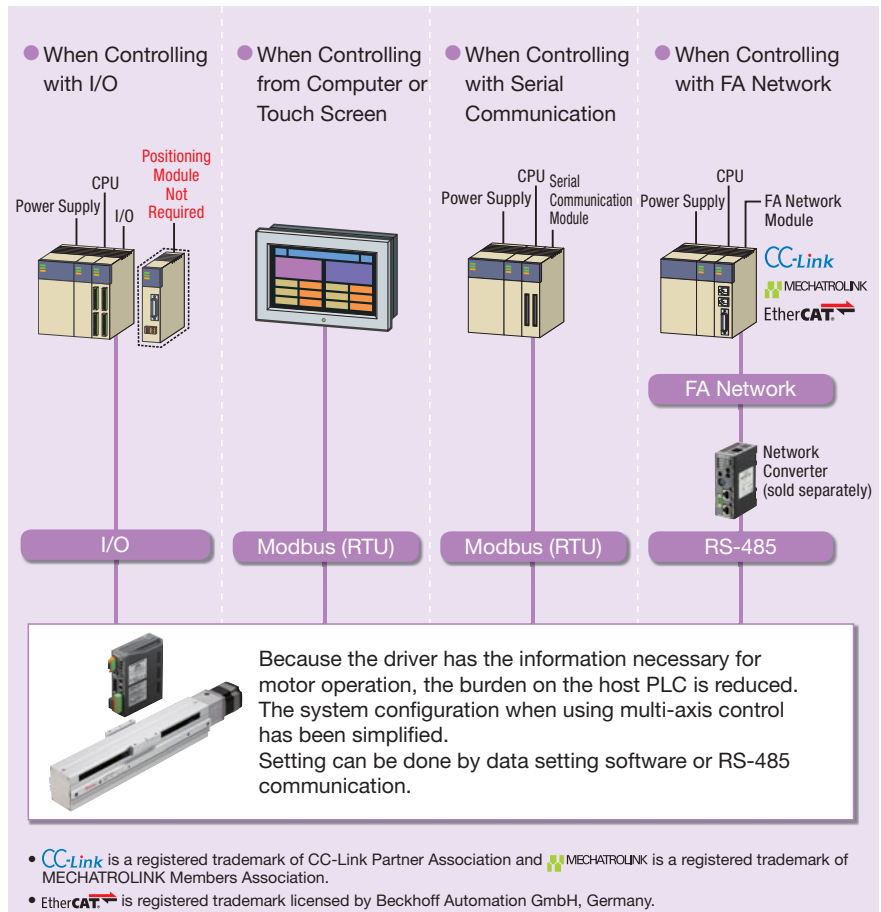 When Controlling
with I/O
When Controlling
from Computer or
Touch Screen
When Controlling
with Serial
Communication
When Controlling
with FA Network
Positioning
Module
Not
Required
CPU
Power Supply
I/O
CPU
Serial
Communication
Module
Power Supply
CPU
Power Supply
FA Network
Module
CC-Link
MECHATROLINK
EtherCAT®
FA Network
Network
Converter
(sold separately)
I/O
Modbus (RTU)
Modbus (RTU)
RS-485
Because the driver has the information necessary for
motor operation, the burden on the host PLC is reduced.
The system configuration when using multi-axis control
has been simplified.
Setting can be done by data setting software or RS-485
communication.
• CC-Link is a registered trademark of CC-Link Partner Association and MECHATROLINK is a registered trademark of
MECHATROLINK Members Association.
• EtherCAT® is registered trademark licensed by Beckhoff Automation GmbH, Germany.